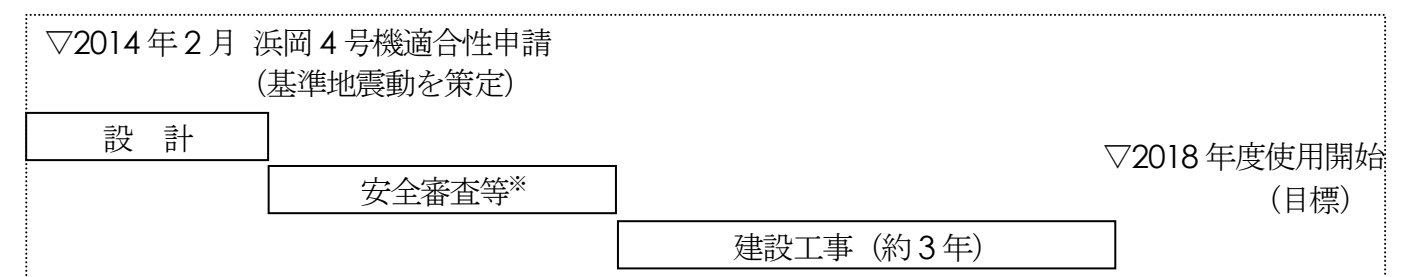 ▽2014年2月 浜岡4号機適合性申請
（基準地震動を策定）
設 計
▽2018年度使用開始
安全審査等※
（目標）
建設工事（約3年）